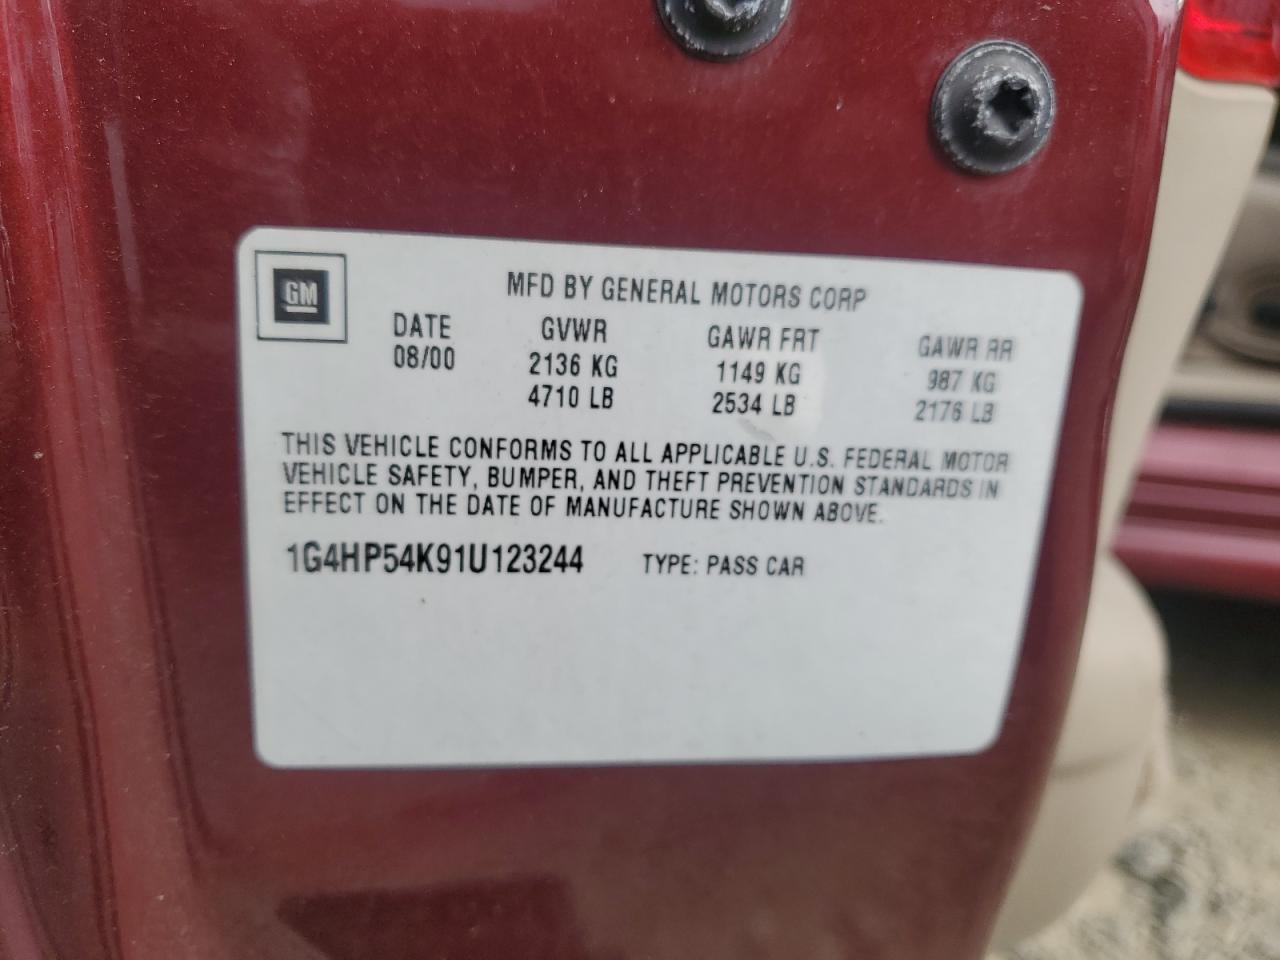 GM
MFD BY GENERAL MOTORS CORP
DATE GVWR GAWR FRT GAWR RR
08/00 2136 KG 1149 KG 987 KG
4710 LB 2534 LB 2176 LB
THIS VEHICLE CONFORMS TO ALL APPLICABLE U.S. FEDERAL MOTOR
VEHICLE SAFETY, BUMPER, AND THEFT PREVENTION STANDARDS IN
EFFECT ON THE DATE OF MANUFACTURE SHOWN ABOVE.
1G4HP54K91U123244 TYPE: PASS CAR